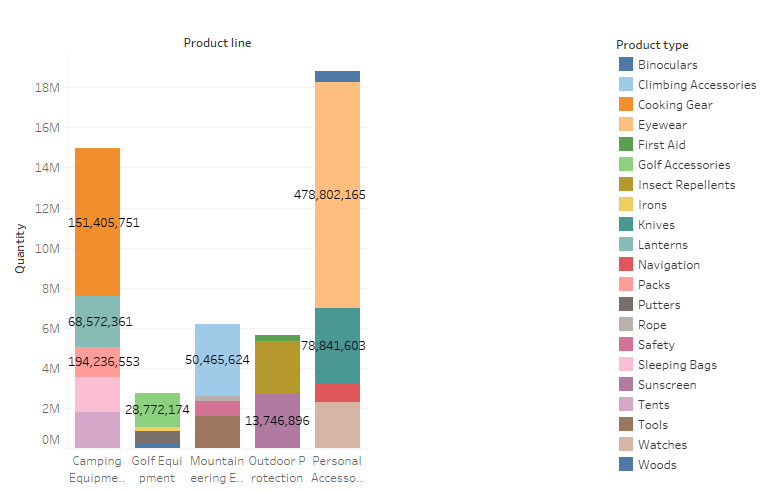 Product line
Product type
Binoculars
Climbing Accessories
Cooking Gear
Eyewear
First Aid
Golf Accessories
Insect Repellents
Irons
Knives
Lanterns
Navigation
Packs
Putters
Rope
Safety
Sleeping Bags
Sunscreen
Tents
Tools
Watches
Woods
Quantity
18M
16M
14M
12M
10M
8M
6M
4M
2M
0M
151,405,751
68,572,361
194,236,553
28,772,174
50,465,624
13,746,896
478,802,165
78,841,603
Camping
Equipme..
Golf Equi
pment
Mountain
eering E..
Outdoor P
rotection
Personal
Accesso..